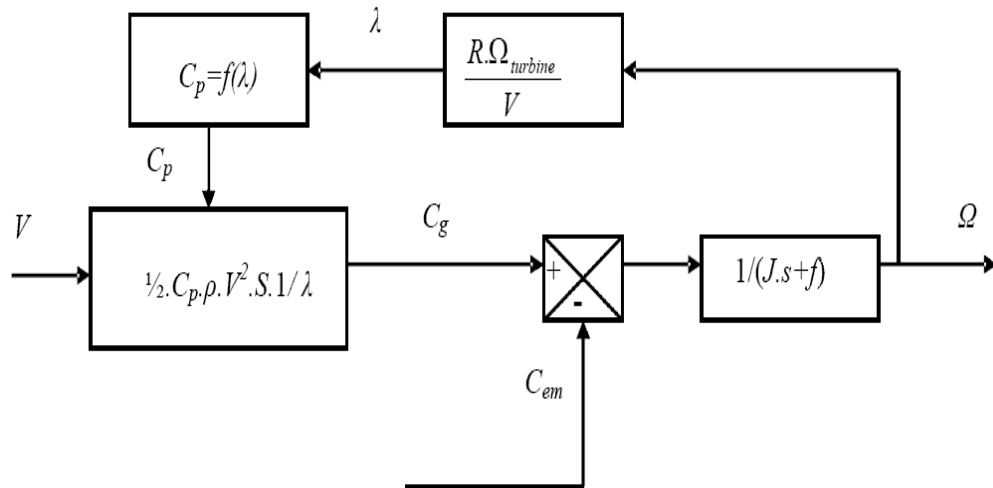 λ
R.Ω_turbine
V
C_p=f(λ)
C_p
V
C_g
Ω
½.C_p.ρ.V².S.1/λ
+
-
1/(J.s+f)
C_em